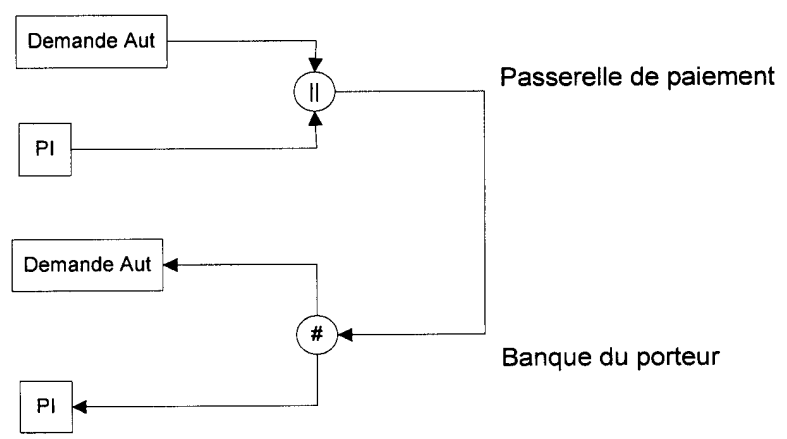 Demande Aut
||
Passerelle de paiement
PI
Demande Aut
#
Banque du porteur
PI